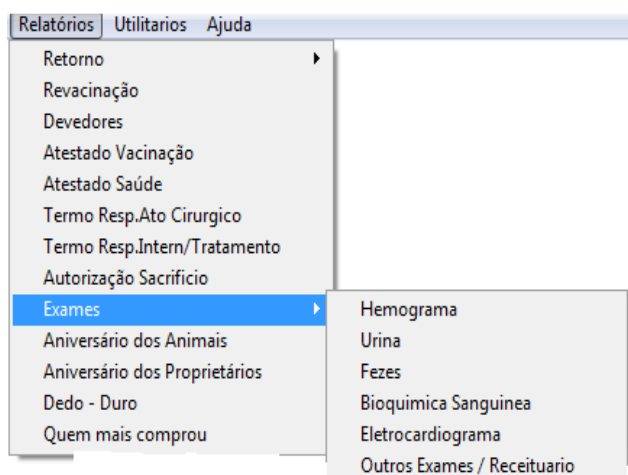 Relatórios Utilitarios Ajuda
Retorno
Revacinação
Devedores
Atestado Vacinação
Atestado Saúde
Termo Resp.Ato Cirurgico
Termo Resp.Intern/Tratamento
Autorização Sacrificio
Exames
Aniversário dos Animais
Aniversário dos Proprietários
Dedo - Duro
Quem mais comprou
Hemograma
Urina
Fezes
Bioquimica Sanguinea
Eletrocardiograma
Outros Exames / Receituario